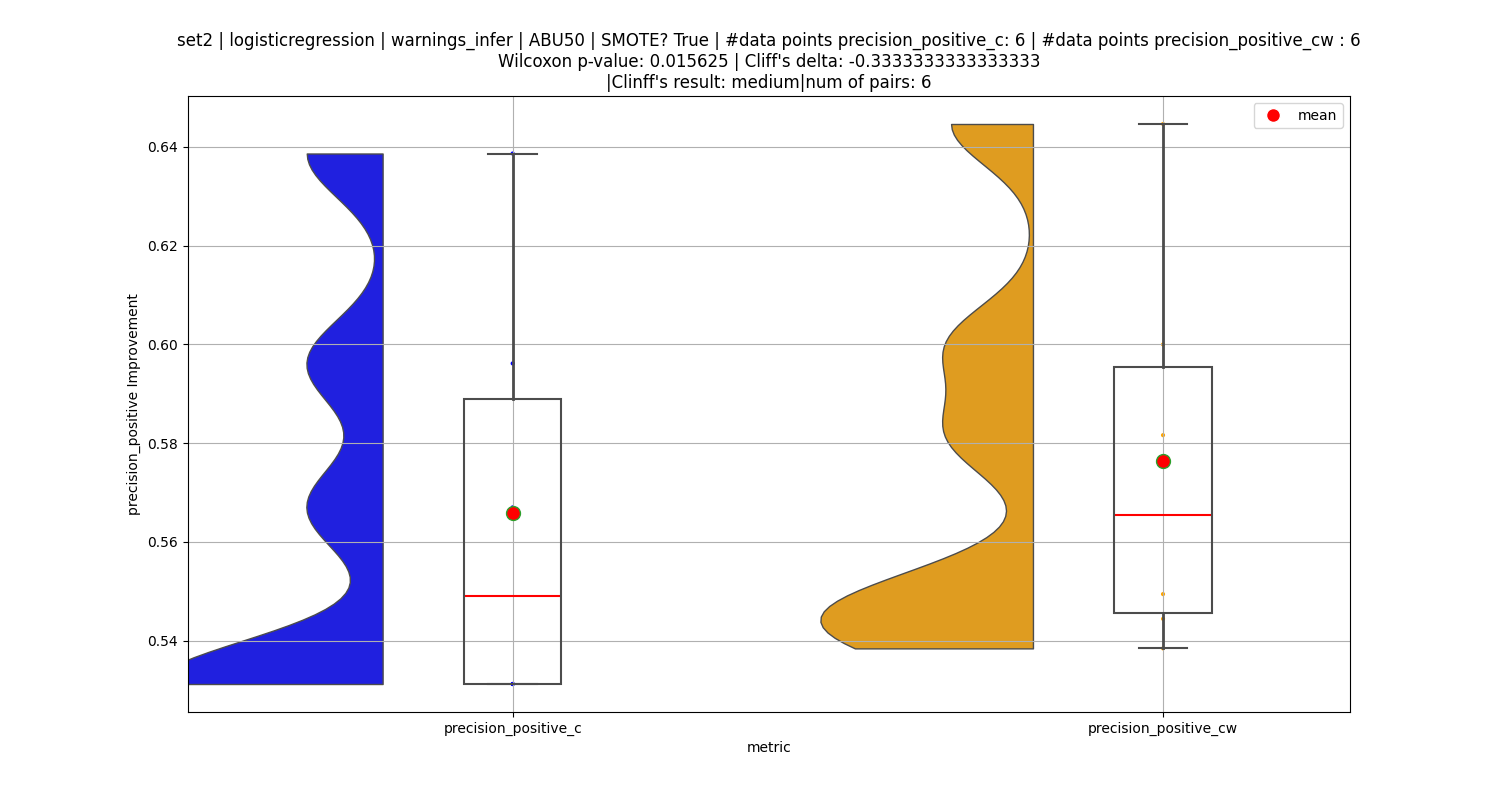 set2 | logisticregression | warnings_infer | ABU50 | SMOTE? True | #data points precision_positive_c: 6 | #data points precision_positive_cw : 6
Wilcoxon p-value: 0.015625 | Cliff's delta: -0.3333333333333333
|Clinff's result: medium|num of pairs: 6
mean
0.64
0.62
0.60
0.58
0.56
0.54
precision_positive Improvement
precision_positive_c
precision_positive_cw
metric